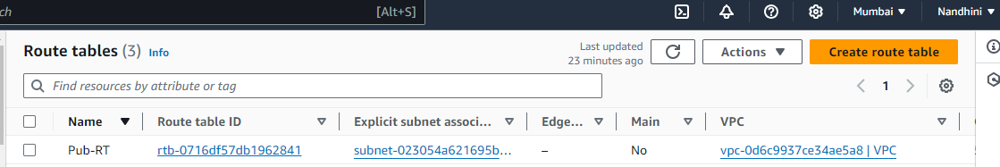 ch [Alt+S] Mumbai ▼ Nandhini ▼
Route tables (3) Info
Last updated
23 minutes ago
Actions ▼
Create route table
Find resources by attribute or tag
1
Name ▼ Route table ID Explicit subnet associ... Edge... Main VPC
Pub-RT rtb-0716df57db1962841 subnet-023054a621695b... – No vpc-0d6c9937ce34ae5a8 | VPC